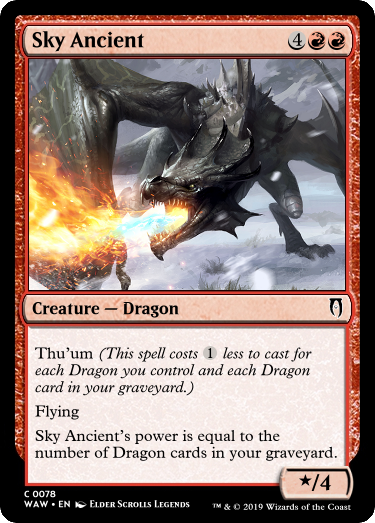 Sky Ancient 4
Creature — Dragon
Thu'um (This spell costs 1 less to cast for
each Dragon you control and each Dragon
card in your graveyard.)
Flying
Sky Ancient's power is equal to the
number of Dragon cards in your graveyard.
★/4
C 0078
WAW • EN Elder Scrolls Legends
™ & © 2019 Wizards of the Coast